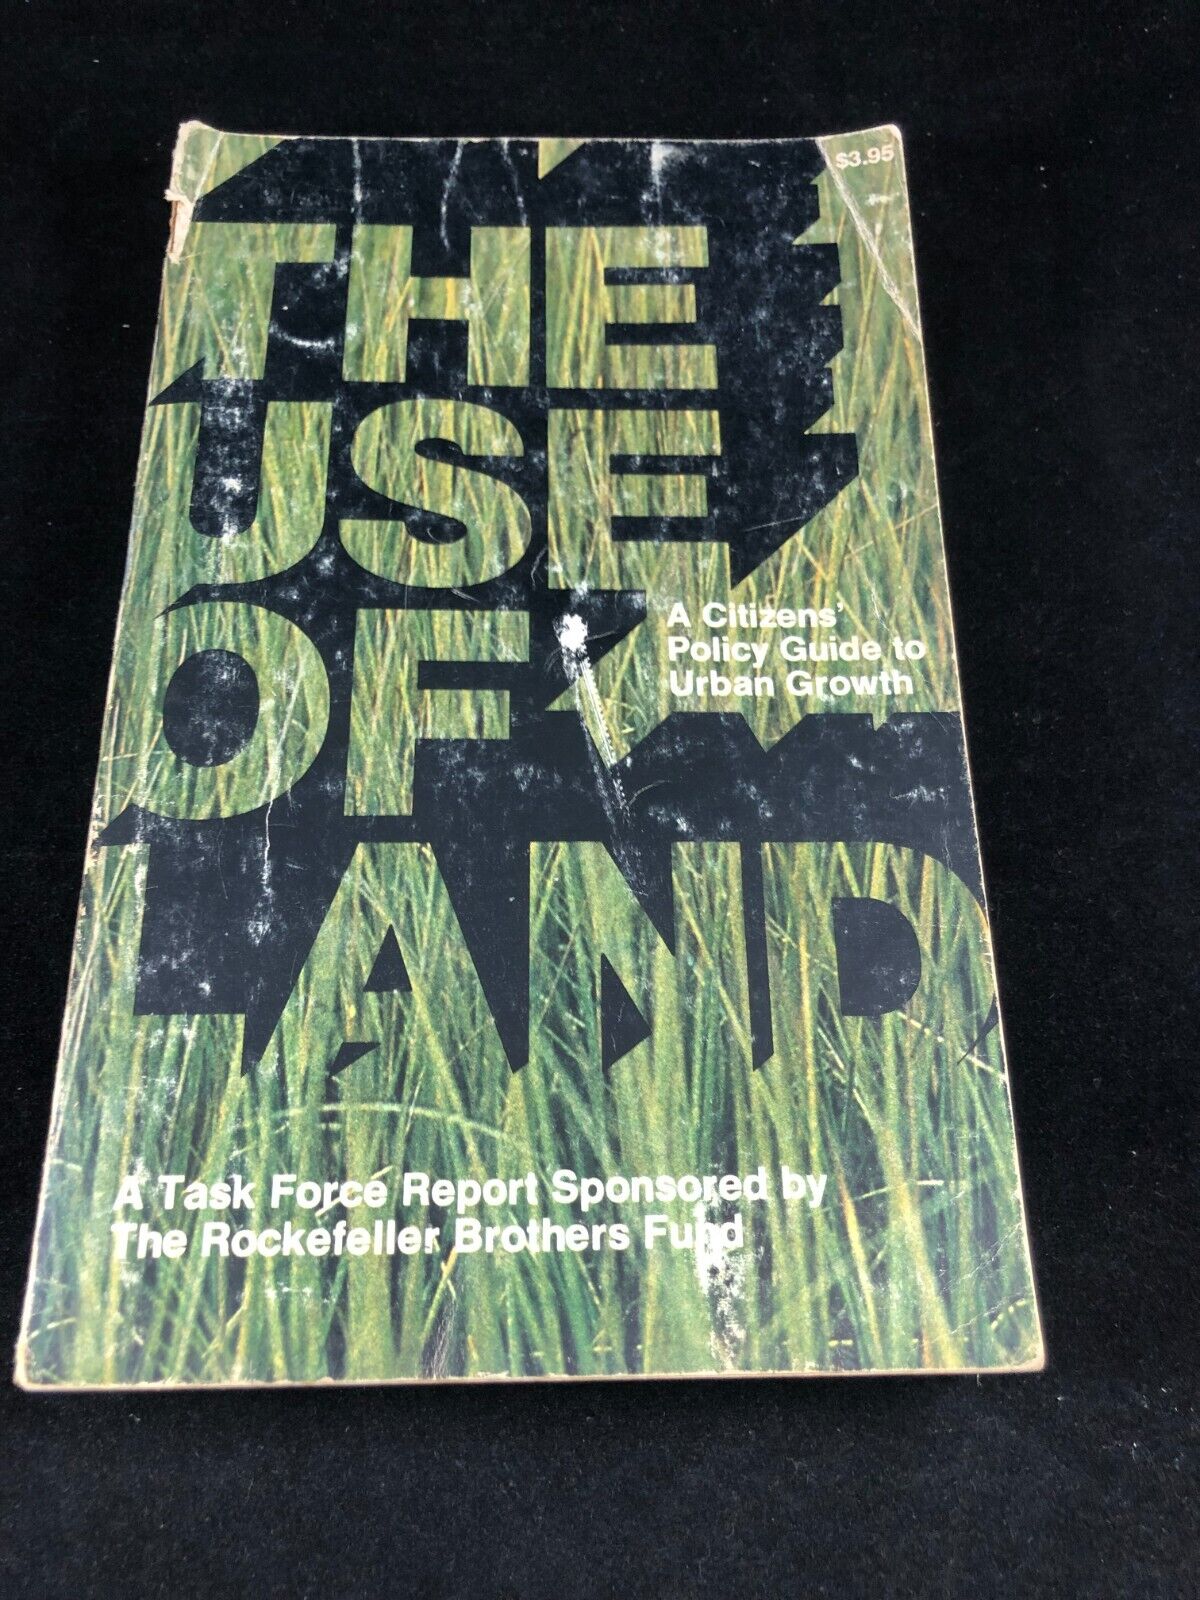 $3.95
THE
USE
OF
LAND
A Citizens'
Policy Guide to
Urban Growth
A Task Force Report Sponsored by
The Rockefeller Brothers Fund